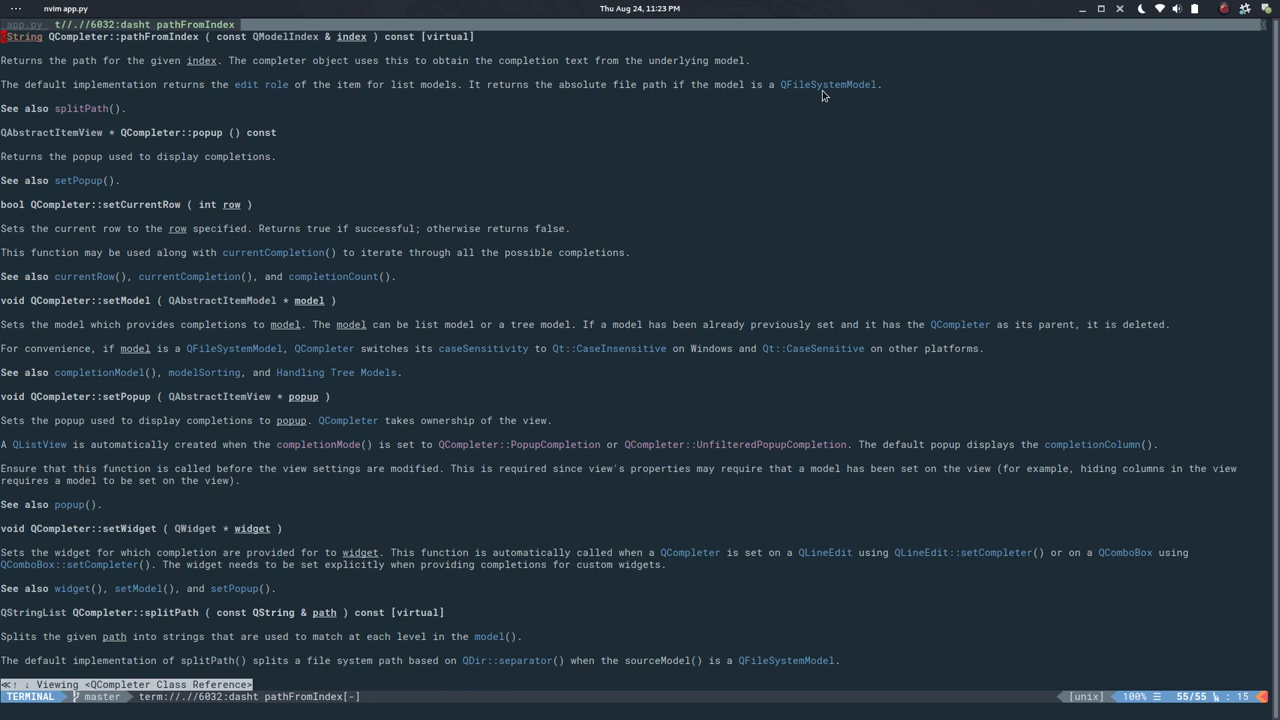 nvim app.py
Thu Aug 24, 11:23 PM
app.py t//.//6032:dasht pathFromIndex
String QCompleter::pathFromIndex ( const QModelIndex & index ) const [virtual]
Returns the path for the given index. The completer object uses this to obtain the completion text from the underlying model.
The default implementation returns the edit role of the item for list models. It returns the absolute file path if the model is a QFileSystemModel.
See also splitPath().
QAbstractItemView * QCompleter::popup () const
Returns the popup used to display completions.
See also setPopup().
bool QCompleter::setCurrentRow ( int row )
Sets the current row to the row specified. Returns true if successful; otherwise returns false.
This function may be used along with currentCompletion() to iterate through all the possible completions.
See also currentRow(), currentCompletion(), and completionCount().
void QCompleter::setModel ( QAbstractItemModel * model )
Sets the model which provides completions to model. The model can be list model or a tree model. If a model has been already previously set and it has the QCompleter as its parent, it is deleted.
For convenience, if model is a QFileSystemModel, QCompleter switches its caseSensitivity to Qt::CaseInsensitive on Windows and Qt::CaseSensitive on other platforms.
See also completionModel(), modelSorting, and Handling Tree Models.
void QCompleter::setPopup ( QAbstractItemView * popup )
Sets the popup used to display completions to popup. QCompleter takes ownership of the view.
A QListView is automatically created when the completionMode() is set to QCompleter::PopupCompletion or QCompleter::UnfilteredPopupCompletion. The default popup displays the completionColumn().
Ensure that this function is called before the view settings are modified. This is required since view's properties may require that a model has been set on the view (for example, hiding columns in the view
requires a model to be set on the view).
See also popup().
void QCompleter::setWidget ( QWidget * widget )
Sets the widget for which completion are provided for to widget. This function is automatically called when a QCompleter is set on a QLineEdit using QLineEdit::setCompleter() or on a QComboBox using
QComboBox::setCompleter(). The widget needs to be set explicitly when providing completions for custom widgets.
See also widget(), setModel(), and setPopup().
QStringList QCompleter::splitPath ( const QString & path ) const [virtual]
Splits the given path into strings that are used to match at each level in the model().
The default implementation of splitPath() splits a file system path based on QDir::separator() when the sourceModel() is a QFileSystemModel.
≪↑ ↓ Viewing <QCompleter Class Reference>
TERMINAL master term://.//6032:dasht pathFromIndex[-] [unix] 100% ☰ 55/55 ㏑ : 15